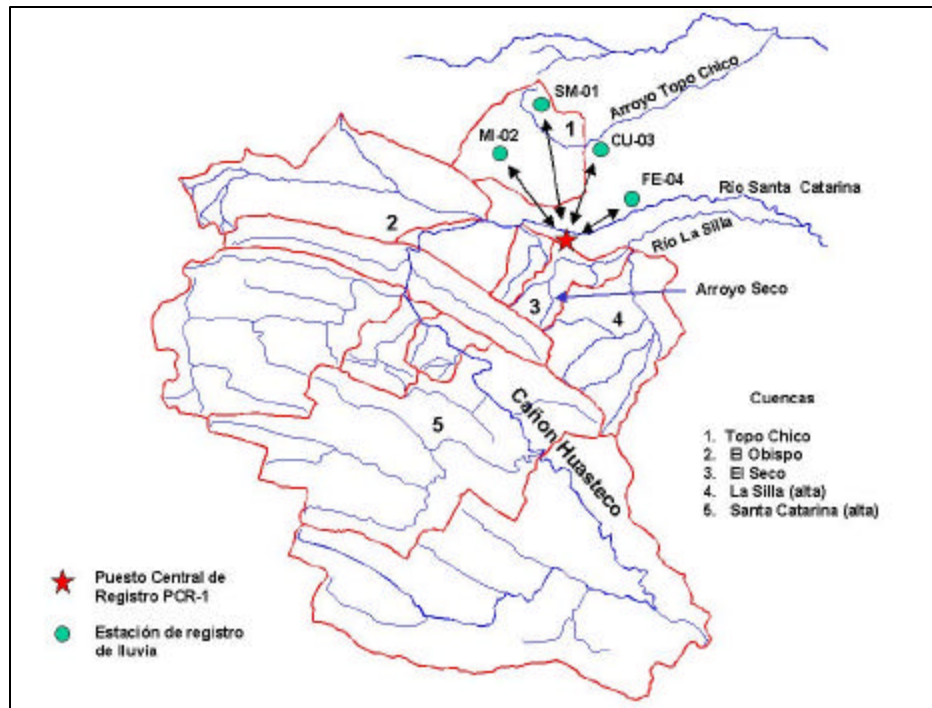 SM-01
Arroyo Topo Chico
MI-02
1
CU-03
FE-04
Río Santa Catarina
2
Río La Silla
3
Arroyo Seco
4
Cañon Huasteco
5
Cuencas
1. Topo Chico
2. El Obispo
3. El Seco
4. La Silla (alta)
5. Santa Catarina (alta)
Puesto Central de
Registro PCR-1
Estación de registro
de lluvia